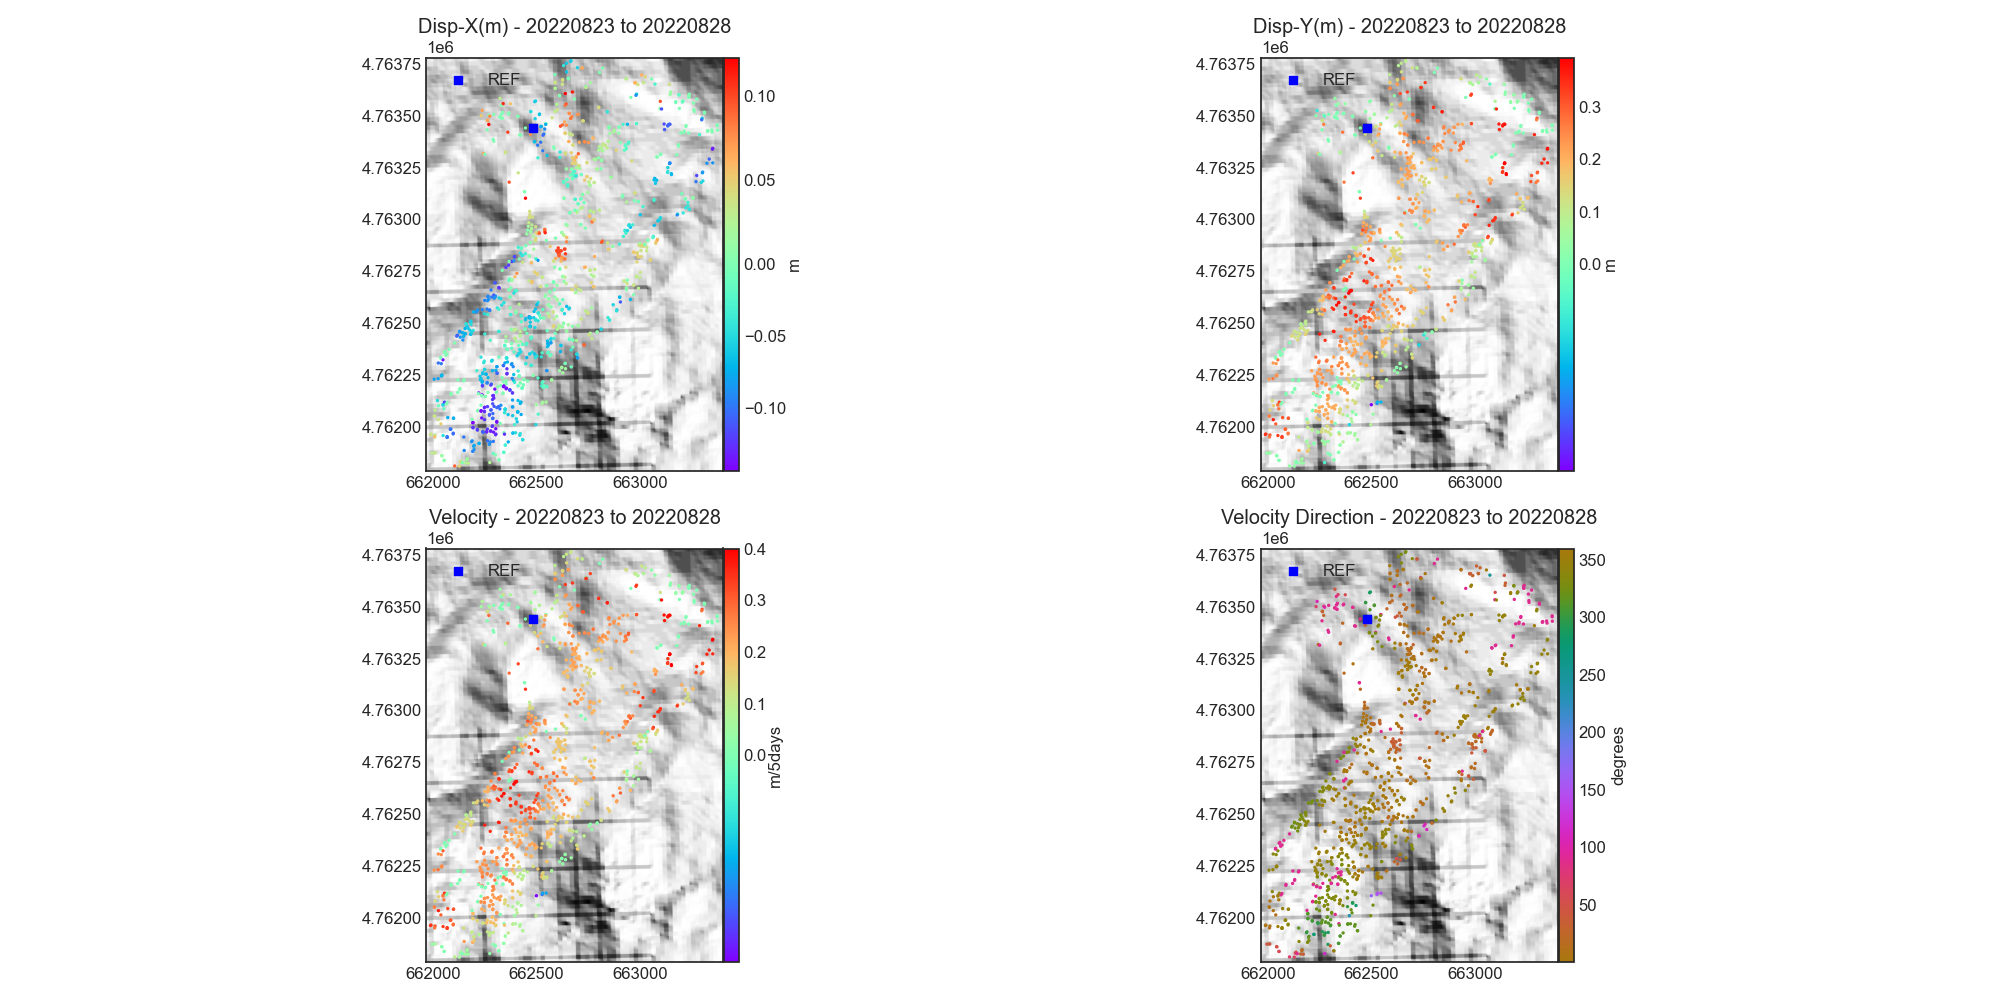 Disp-X(m) - 20220823 to 20220828
1e6
REF
4.76375
4.76350
4.76325
4.76300
4.76275
4.76250
4.76225
4.76200
662000 662500 663000
0.10
0.05
0.00
−0.05
−0.10
m
Disp-Y(m) - 20220823 to 20220828
1e6
REF
4.76375
4.76350
4.76325
4.76300
4.76275
4.76250
4.76225
4.76200
662000 662500 663000
0.3
0.2
0.1
0.0
m
Velocity - 20220823 to 20220828
1e6
REF
4.76375
4.76350
4.76325
4.76300
4.76275
4.76250
4.76225
4.76200
662000 662500 663000
0.4
0.3
0.2
0.1
0.0
m/5days
Velocity Direction - 20220823 to 20220828
1e6
REF
4.76375
4.76350
4.76325
4.76300
4.76275
4.76250
4.76225
4.76200
662000 662500 663000
350
300
250
200
150
100
50
degrees